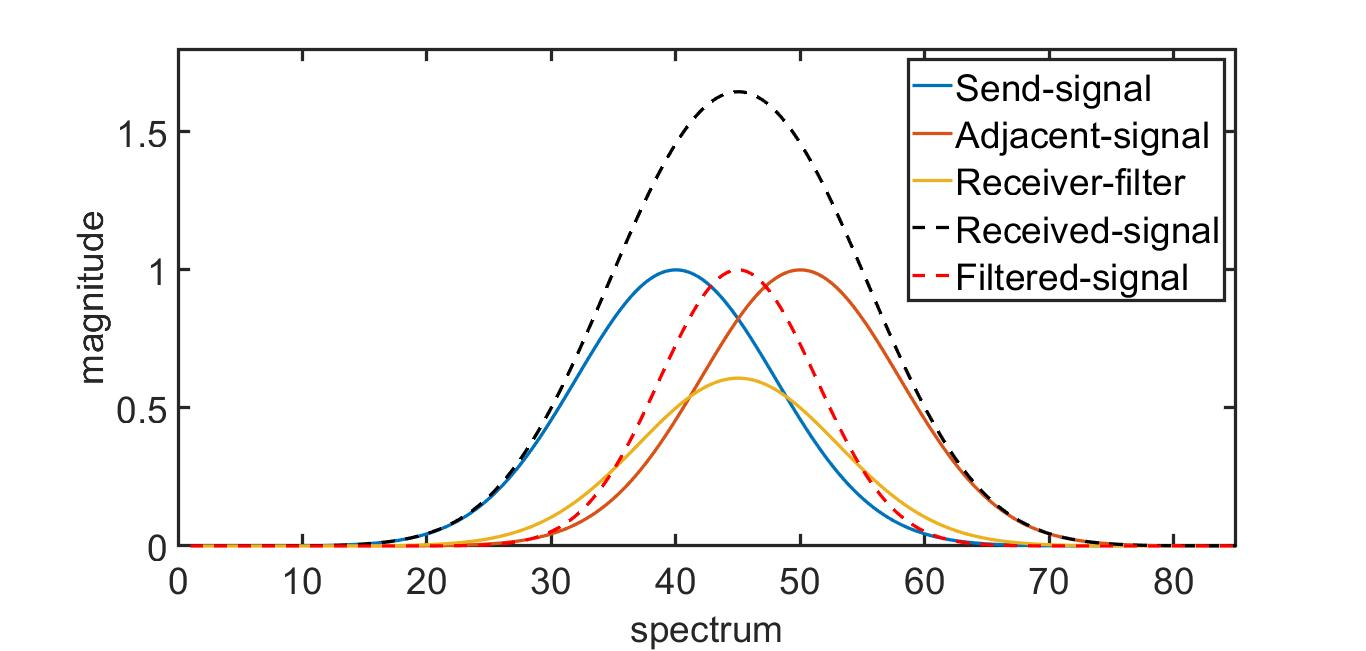 magnitude
1.5
1
0.5
0
0 10 20 30 40 50 60 70 80
spectrum
Send-signal
Adjacent-signal
Receiver-filter
Received-signal
Filtered-signal